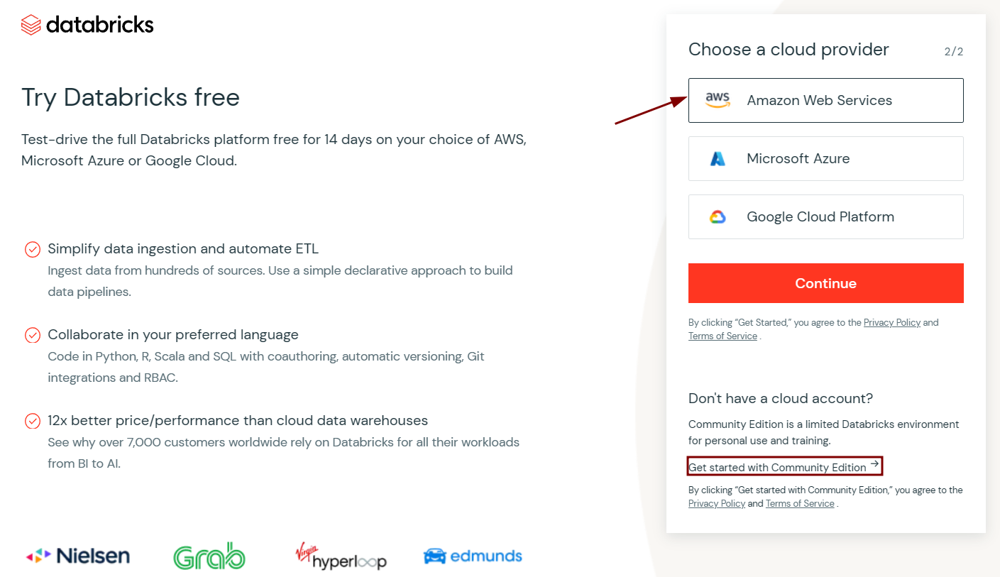 databricks
Try Databricks free
Test-drive the full Databricks platform free for 14 days on your choice of AWS,
Microsoft Azure or Google Cloud.
Simplify data ingestion and automate ETL
Ingest data from hundreds of sources. Use a simple declarative approach to build
data pipelines.
Collaborate in your preferred language
Code in Python, R, Scala and SQL with coauthoring, automatic versioning, Git
integrations and RBAC.
12x better price/performance than cloud data warehouses
See why over 7,000 customers worldwide rely on Databricks for all their workloads
from BI to AI.
Nielsen
Grab
Virgin
hyperloop
edmunds
Choose a cloud provider 2/2
aws Amazon Web Services
Microsoft Azure
Google Cloud Platform
Continue
By clicking “Get Started,” you agree to the Privacy Policy and
Terms of Service .
Don't have a cloud account?
Community Edition is a limited Databricks environment
for personal use and training.
Get started with Community Edition →
By clicking “Get started with Community Edition,” you agree to the
Privacy Policy and Terms of Service .